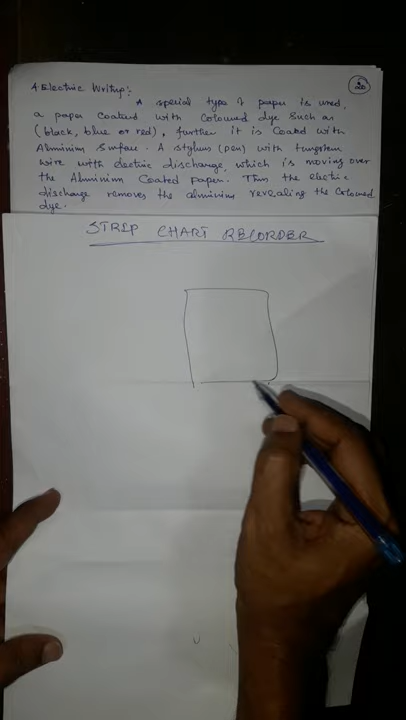 4. Electric Writing:
A special type of paper is used,
a paper coated with coloured dye such as
(black, blue or red), further it is coated with
Aluminium surface. A stylus (pen) with tungsten
wire with electric discharge, which is moving over
the Aluminium coated paper. Thus the electric
discharge removes the aluminium revealing the coloured
dye.
STRIP CHART RECORDER